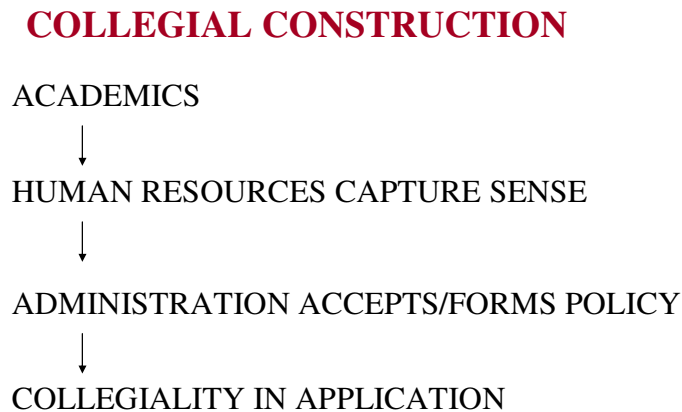 COLLEGIAL CONSTRUCTION
ACADEMICS
HUMAN RESOURCES CAPTURE SENSE
ADMINISTRATION ACCEPTS/FORMS POLICY
COLLEGIALITY IN APPLICATION